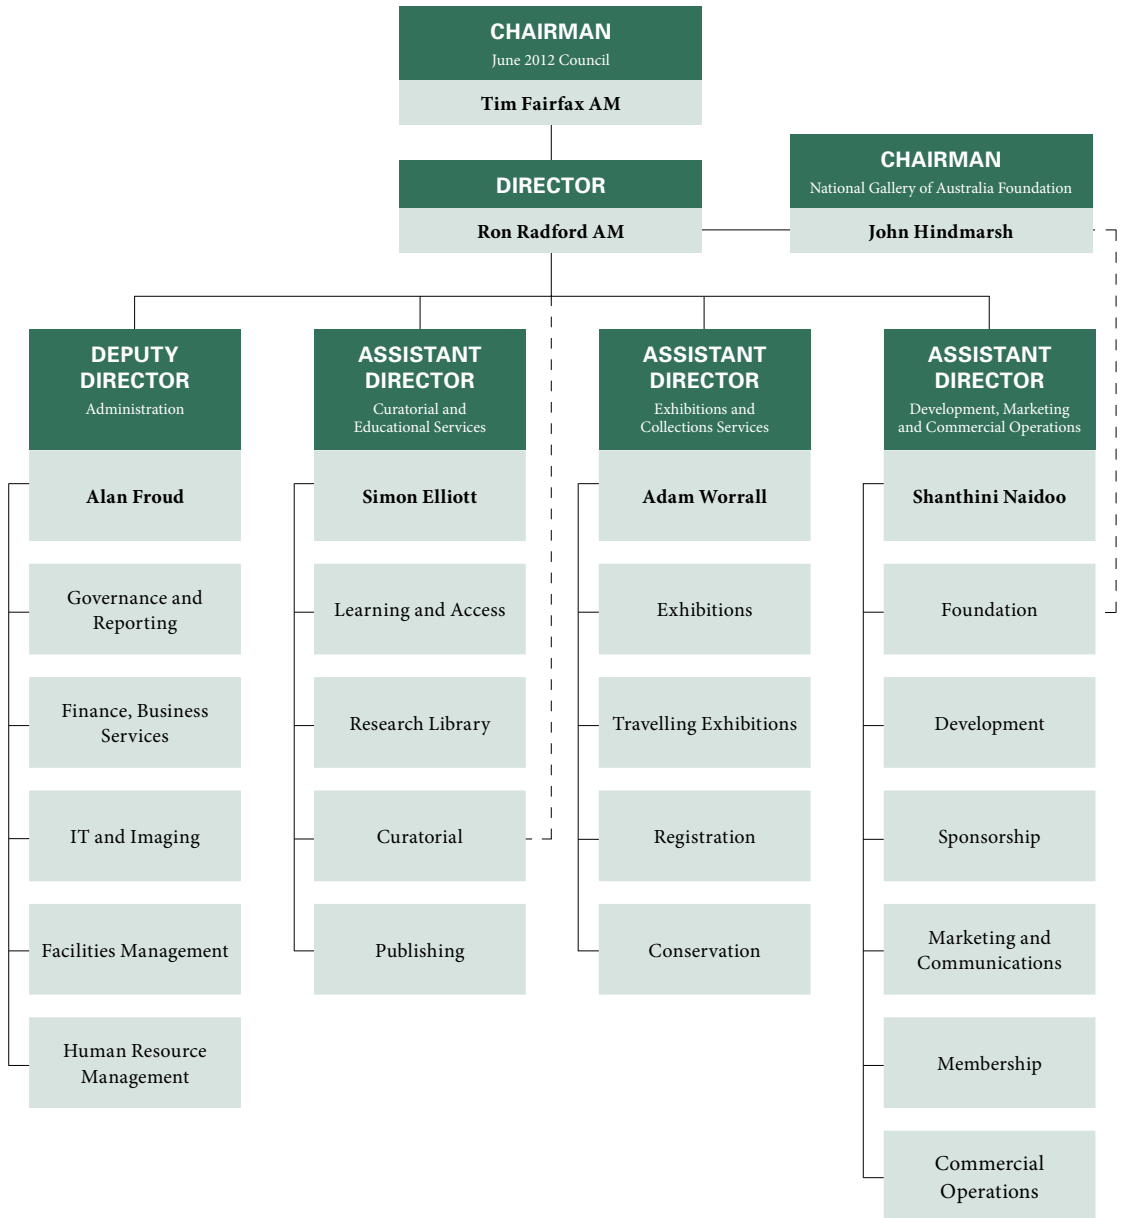 CHAIRMAN
June 2012 Council
Tim Fairfax AM
DIRECTOR
Ron Radford AM
CHAIRMAN
National Gallery of Australia Foundation
John Hindmarsh
DEPUTY
DIRECTOR
Administration
Alan Froud
Governance and
Reporting
Finance, Business
Services
IT and Imaging
Facilities Management
Human Resource
Management
ASSISTANT
DIRECTOR
Curatorial and
Educational Services
Simon Elliott
Learning and Access
Research Library
Curatorial
Publishing
ASSISTANT
DIRECTOR
Exhibitions and
Collections Services
Adam Worrall
Exhibitions
Travelling Exhibitions
Registration
Conservation
ASSISTANT
DIRECTOR
Development, Marketing
and Commercial Operations
Shanthini Naidoo
Foundation
Development
Sponsorship
Marketing and
Communications
Membership
Commercial
Operations